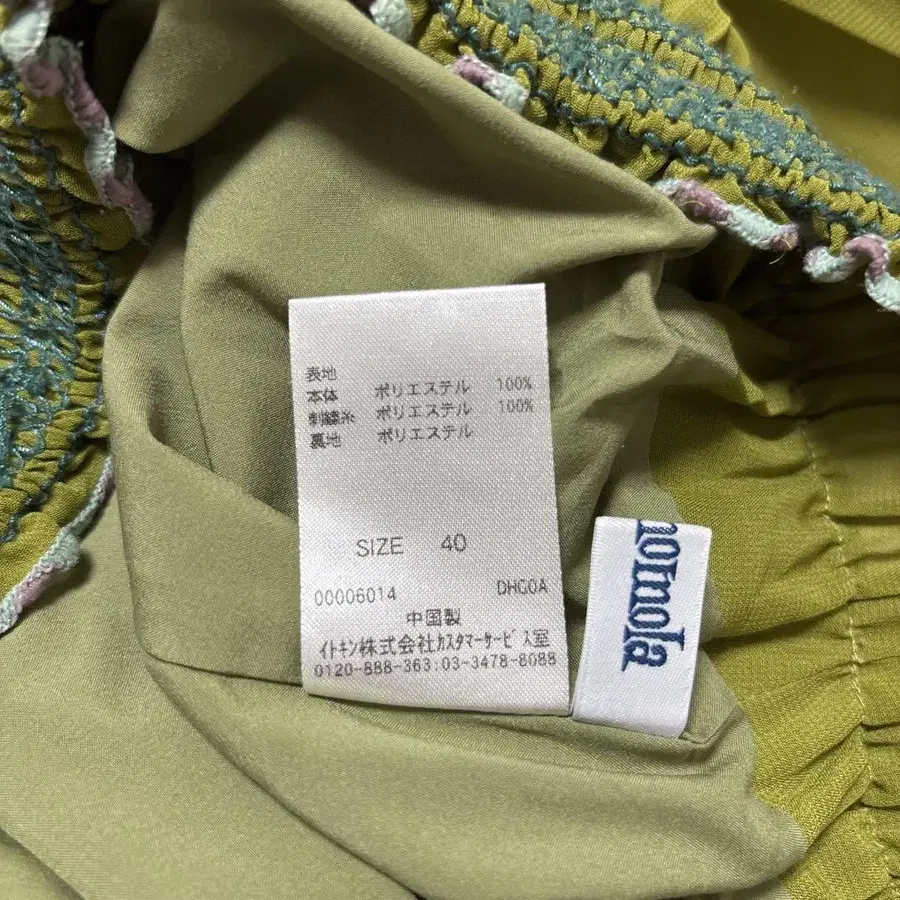 表地
本体 ポリエステル 100%
刺繍糸 ポリエステル 100%
裏地 ポリエステル
SIZE 40
00006014 DHG0A
中国製
イトキン株式会社カスタマーサービス室
0120-888-363.03-3478-8088